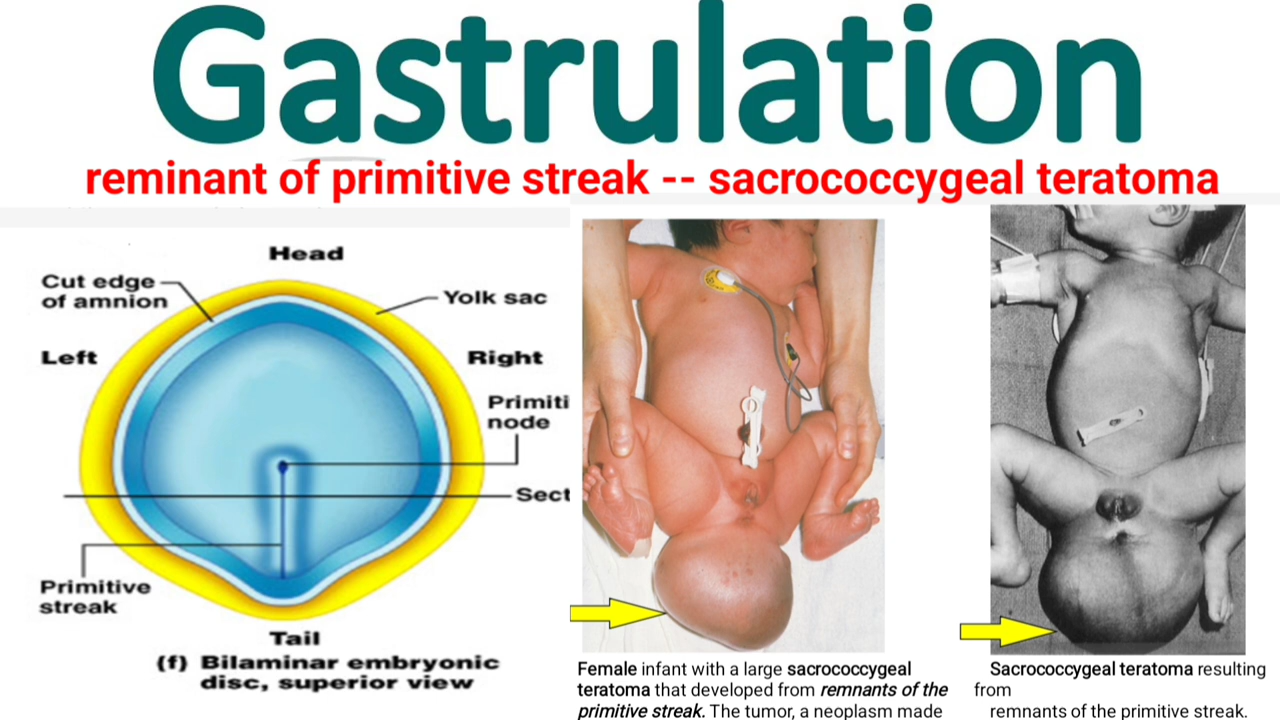 Gastrulation
reminant of primitive streak -- sacrococcygeal teratoma
Head
Cut edge
of amnion
Yolk sac
Left
Right
Primiti
node
Sect
Primitive
streak
Tail
(f) Bilaminar embryonic
disc, superior view
Female infant with a large sacrococcygeal
teratoma that developed from remnants of the
primitive streak. The tumor, a neoplasm made
Sacrococcygeal teratoma resulting
from
remnants of the primitive streak.